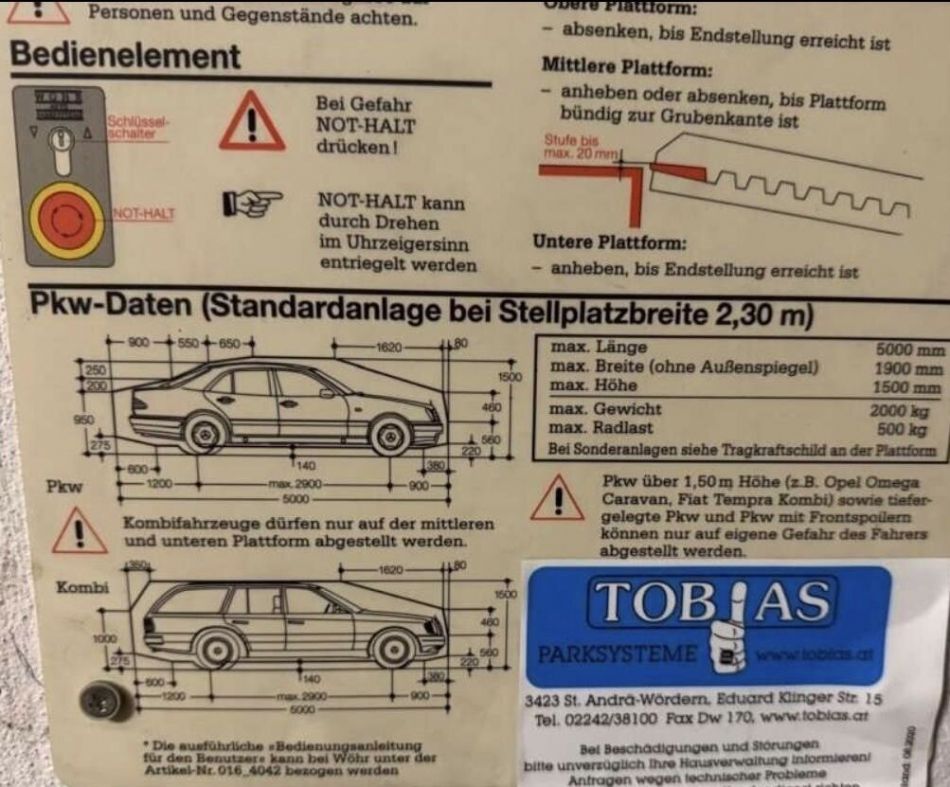 Personen und Gegenstände achten.
Bedienelement
Schlüssel-
schalter
NOT-HALT
Bei Gefahr
NOT-HALT
drücken!
NOT-HALT kann
durch Drehen
im Uhrzeigersinn
entriegelt werden
Obere Plattform:
– absenken, bis Endstellung erreicht ist
Mittlere Plattform:
– anheben oder absenken, bis Plattform
bündig zur Grubenkante ist
Stufe bis
max. 20 mm
Untere Plattform:
– anheben, bis Endstellung erreicht ist
Pkw-Daten (Standardanlage bei Stellplatzbreite 2,30 m)
900 550 650 1620 80
250
200
950
275
1500
460
560
220
600 140 380
1200 max. 2900 900
5000
Pkw
max. Länge 5000 mm
max. Breite (ohne Außenspiegel) 1900 mm
max. Höhe 1500 mm
max. Gewicht 2000 kg
max. Radlast 500 kg
Bei Sonderanlagen siehe Tragkraftschild an der Plattform
Kombifahrzeuge dürfen nur auf der mittleren
und unteren Plattform abgestellt werden.
Pkw über 1,50 m Höhe (z.B. Opel Omega
Caravan, Fiat Tempra Kombi) sowie tiefer-
gelegte Pkw und Pkw mit Frontspoilern
können nur auf eigene Gefahr des Fahrers
abgestellt werden.
Kombi
360 1620 80
1000
275
1500
460
560
220
600 140 380
1200 max. 2900 900
5000
* Die ausführliche »Bedienungsanleitung
für den Benutzer« kann bei Wöhr unter der
Artikel-Nr. 016_4042 bezogen werden
TOBIAS
PARKSYSTEME www.tobias.at
3423 St. Andrä-Wördern, Eduard Klinger Str. 15
Tel. 02242/38100 Fax Dw 170, www.tobias.at
Bei Beschädigungen und Störungen
bitte unverzüglich Ihre Hausverwaltung informieren!
Anfragen wegen technischer Probleme